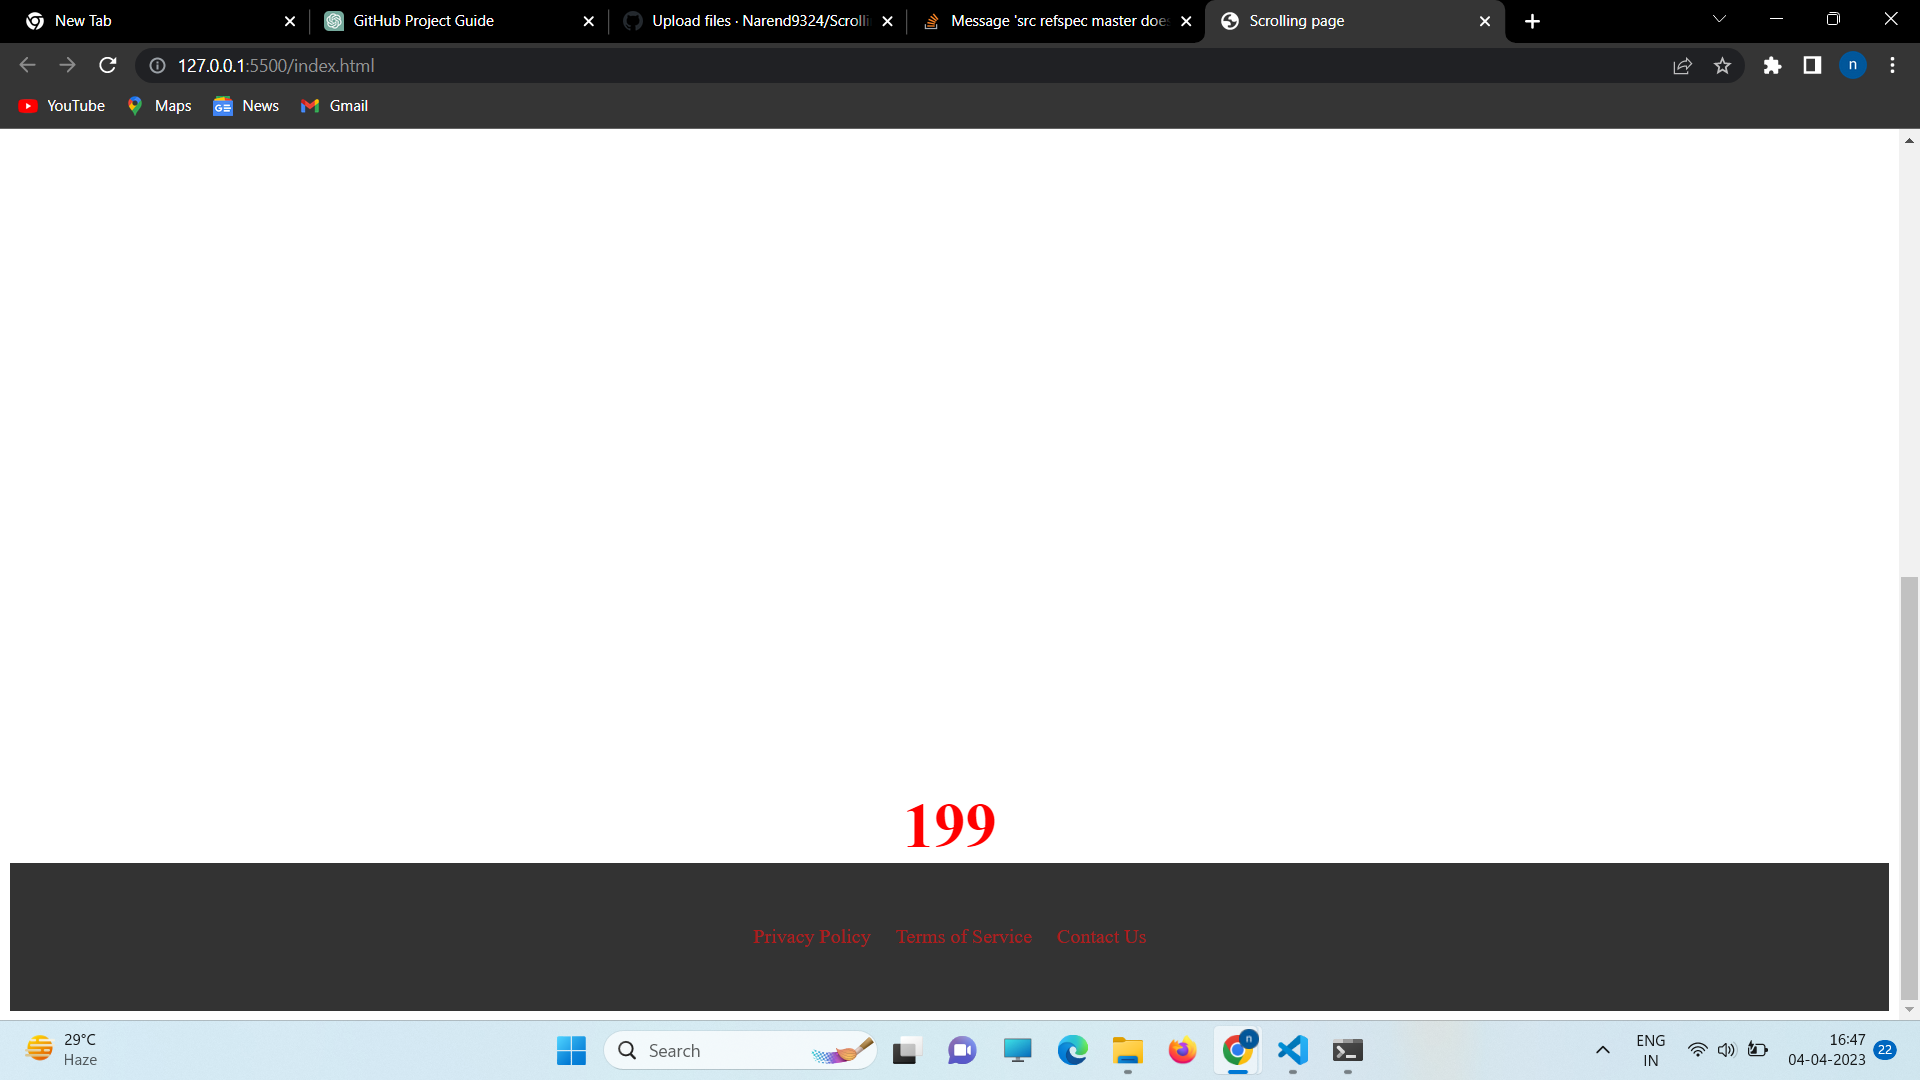 New Tab
GitHub Project Guide
Upload files · Narend9324/Scrolli
Message 'src refspec master does
Scrolling page
127.0.0.1:5500/index.html
n
YouTube
Maps
News
Gmail
199
Privacy Policy Terms of Service Contact Us
29°C
Haze
Search
n
ENG
IN
16:47
04-04-2023
22